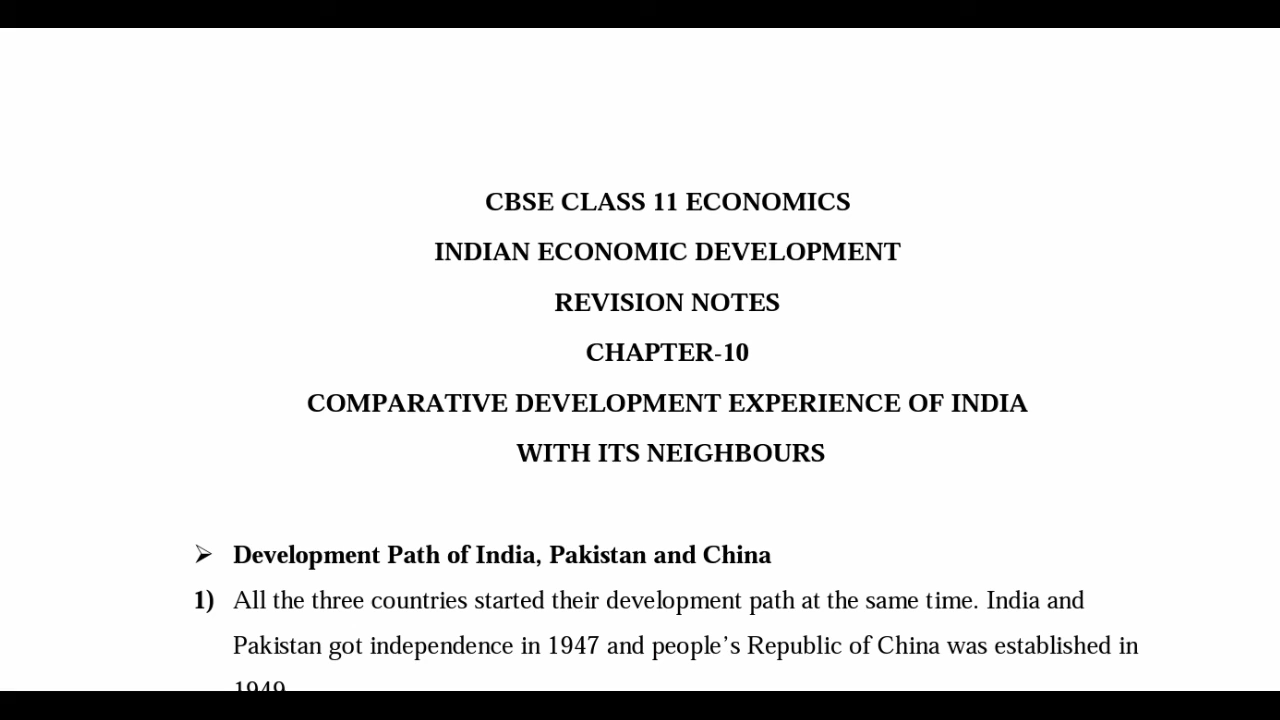 CBSE CLASS 11 ECONOMICS
INDIAN ECONOMIC DEVELOPMENT
REVISION NOTES
CHAPTER-10
COMPARATIVE DEVELOPMENT EXPERIENCE OF INDIA
WITH ITS NEIGHBOURS
➢ Development Path of India, Pakistan and China
1) All the three countries started their development path at the same time. India and
Pakistan got independence in 1947 and people’s Republic of China was established in
1949